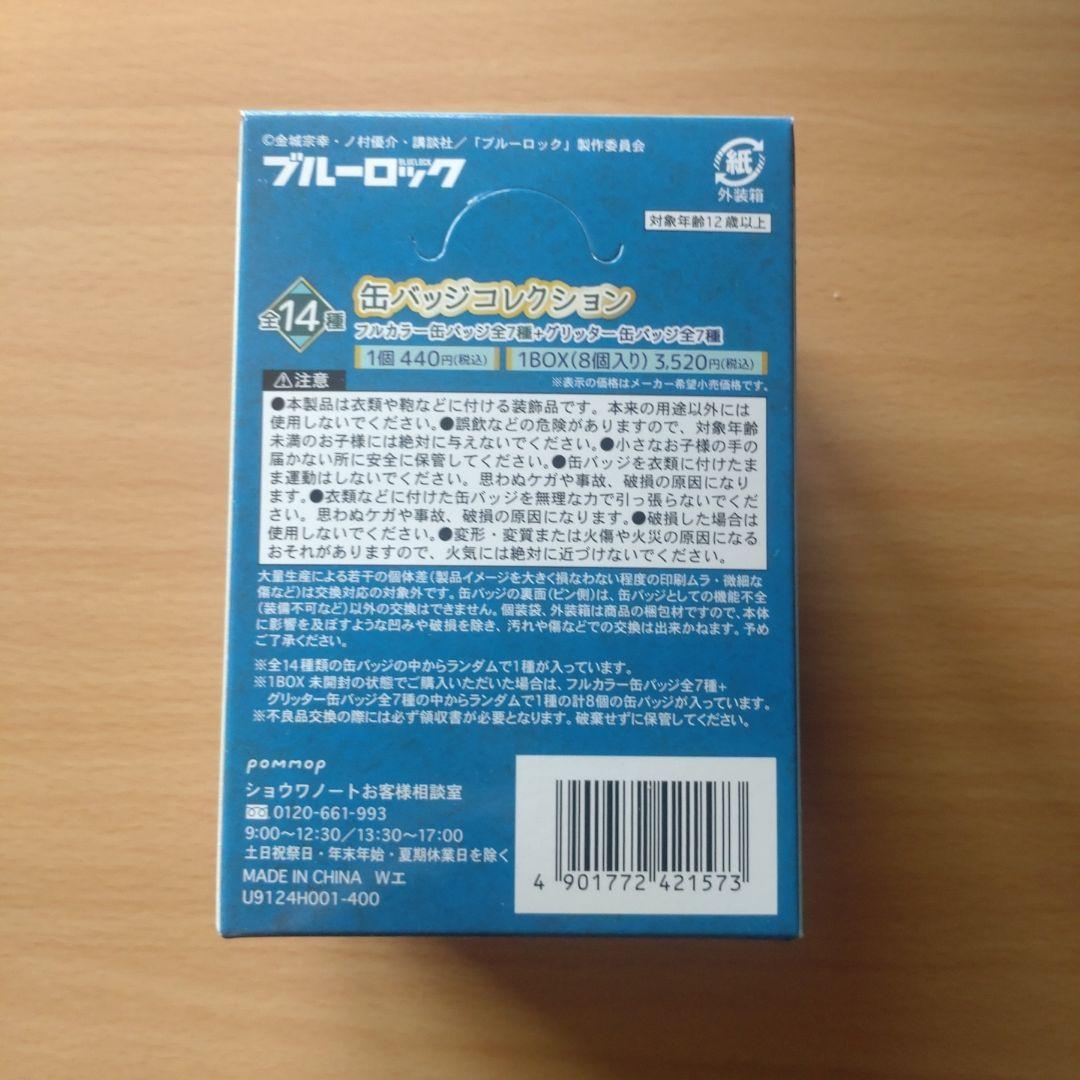 ©金城宗幸・ノ村優介・講談社/「ブルーロック」製作委員会
ブルーロック
BLUELOCK
紙
外装箱
対象年齢12歳以上
全14種
缶バッジコレクション
フルカラー缶バッジ全7種+グリッター缶バッジ全7種
1個 440円(税込)
1BOX(8個入り) 3,520円(税込)
※表示の価格はメーカー希望小売価格です。
⚠注意
●本製品は衣類や鞄などに付ける装飾品です。本来の用途以外には
使用しないでください。●誤飲などの危険がありますので、対象年齢
未満のお子様には絶対に与えないでください。●小さなお子様の手の
届かない所に安全に保管してください。●缶バッジを衣類に付けたま
ま運動はしないでください。思わぬケガや事故、破損の原因になり
ます。●衣類などに付けた缶バッジを無理な力で引っ張らないでくだ
さい。思わぬケガや事故、破損の原因になります。●破損した場合は
使用しないでください。●変形・変質または火傷や火災の原因になる
おそれがありますので、火気には絶対に近づけないでください。
大量生産による若干の個体差(製品イメージを大きく損なわない程度の印刷ムラ・微細な
傷など)は交換対応の対象外です。缶バッジの裏面(ピン側)は、缶バッジとしての機能不全
(装備不可など)以外の交換はできません。個装袋、外装箱は商品の梱包材ですので、本体
に影響を及ぼすような凹みや破損を除き、汚れや傷などでの交換は出来かねます。予め
ご了承ください。
※全14種類の缶バッジの中からランダムで1種が入っています。
※1BOX 未開封の状態でご購入いただいた場合は、フルカラー缶バッジ全7種+
グリッター缶バッジ全7種の中からランダムで1種の計8個の缶バッジが入っています。
※不良品交換の際には必ず領収書が必要となります。破棄せずに保管してください。
pommop
ショウワノートお客様相談室
0120-661-993
9:00〜12:30/13:30〜17:00
土日祝祭日・年末年始・夏期休業日を除く
MADE IN CHINA Wエ
U9124H001-400
4 901772 421573